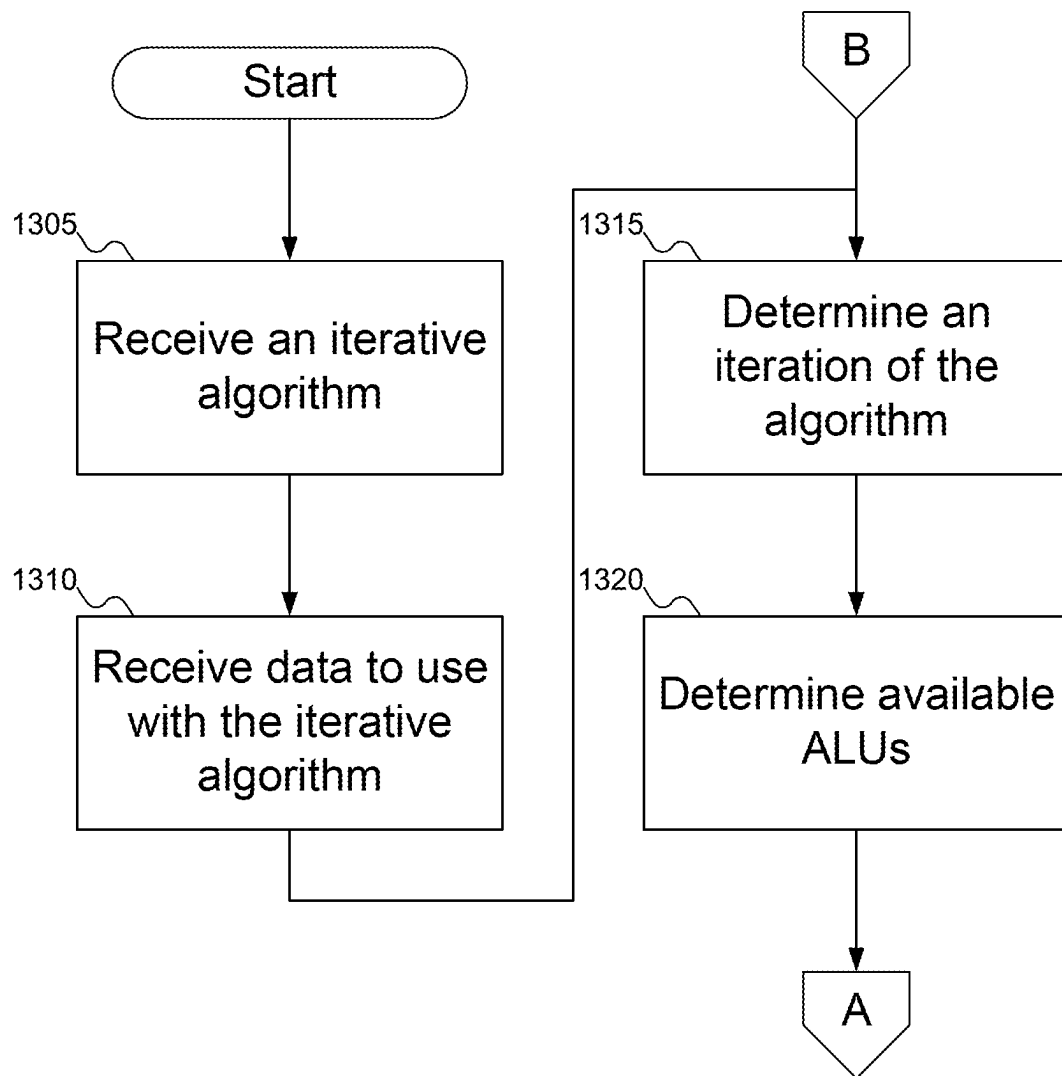 Start
1305
Receive an iterative
algorithm
1310
Receive data to use
with the iterative
algorithm
B
1315
Determine an
iteration of the
algorithm
1320
Determine available
ALUs
A